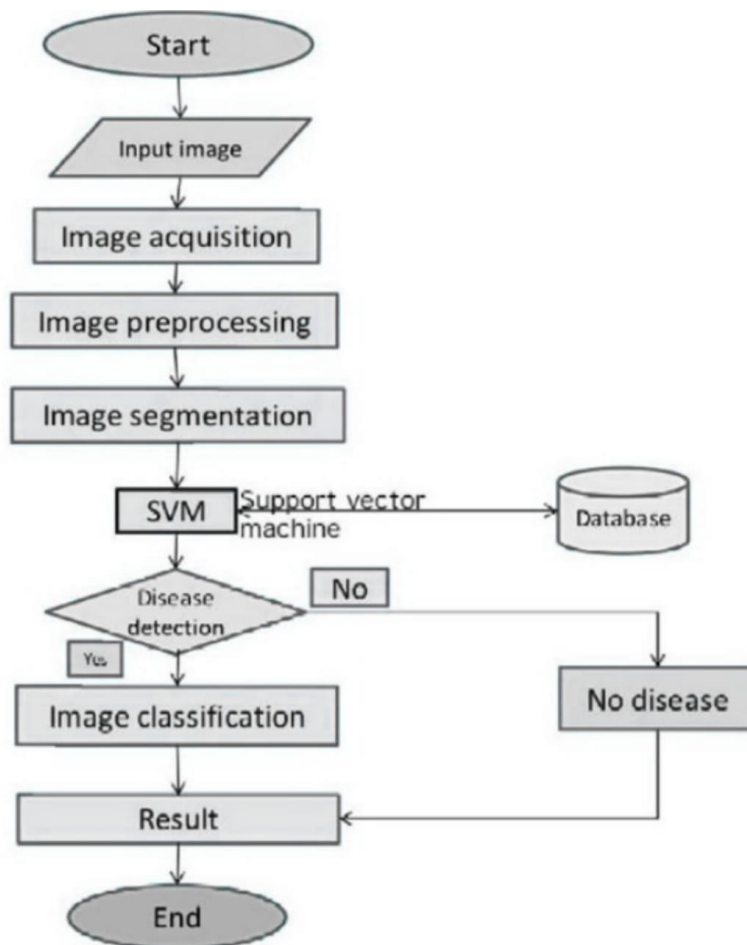 Start
Input image
Image acquisition
Image preprocessing
Image segmentation
SVM
Support vector
machine
Database
Disease
detection
No
Yes
Image classification
No disease
Result
End